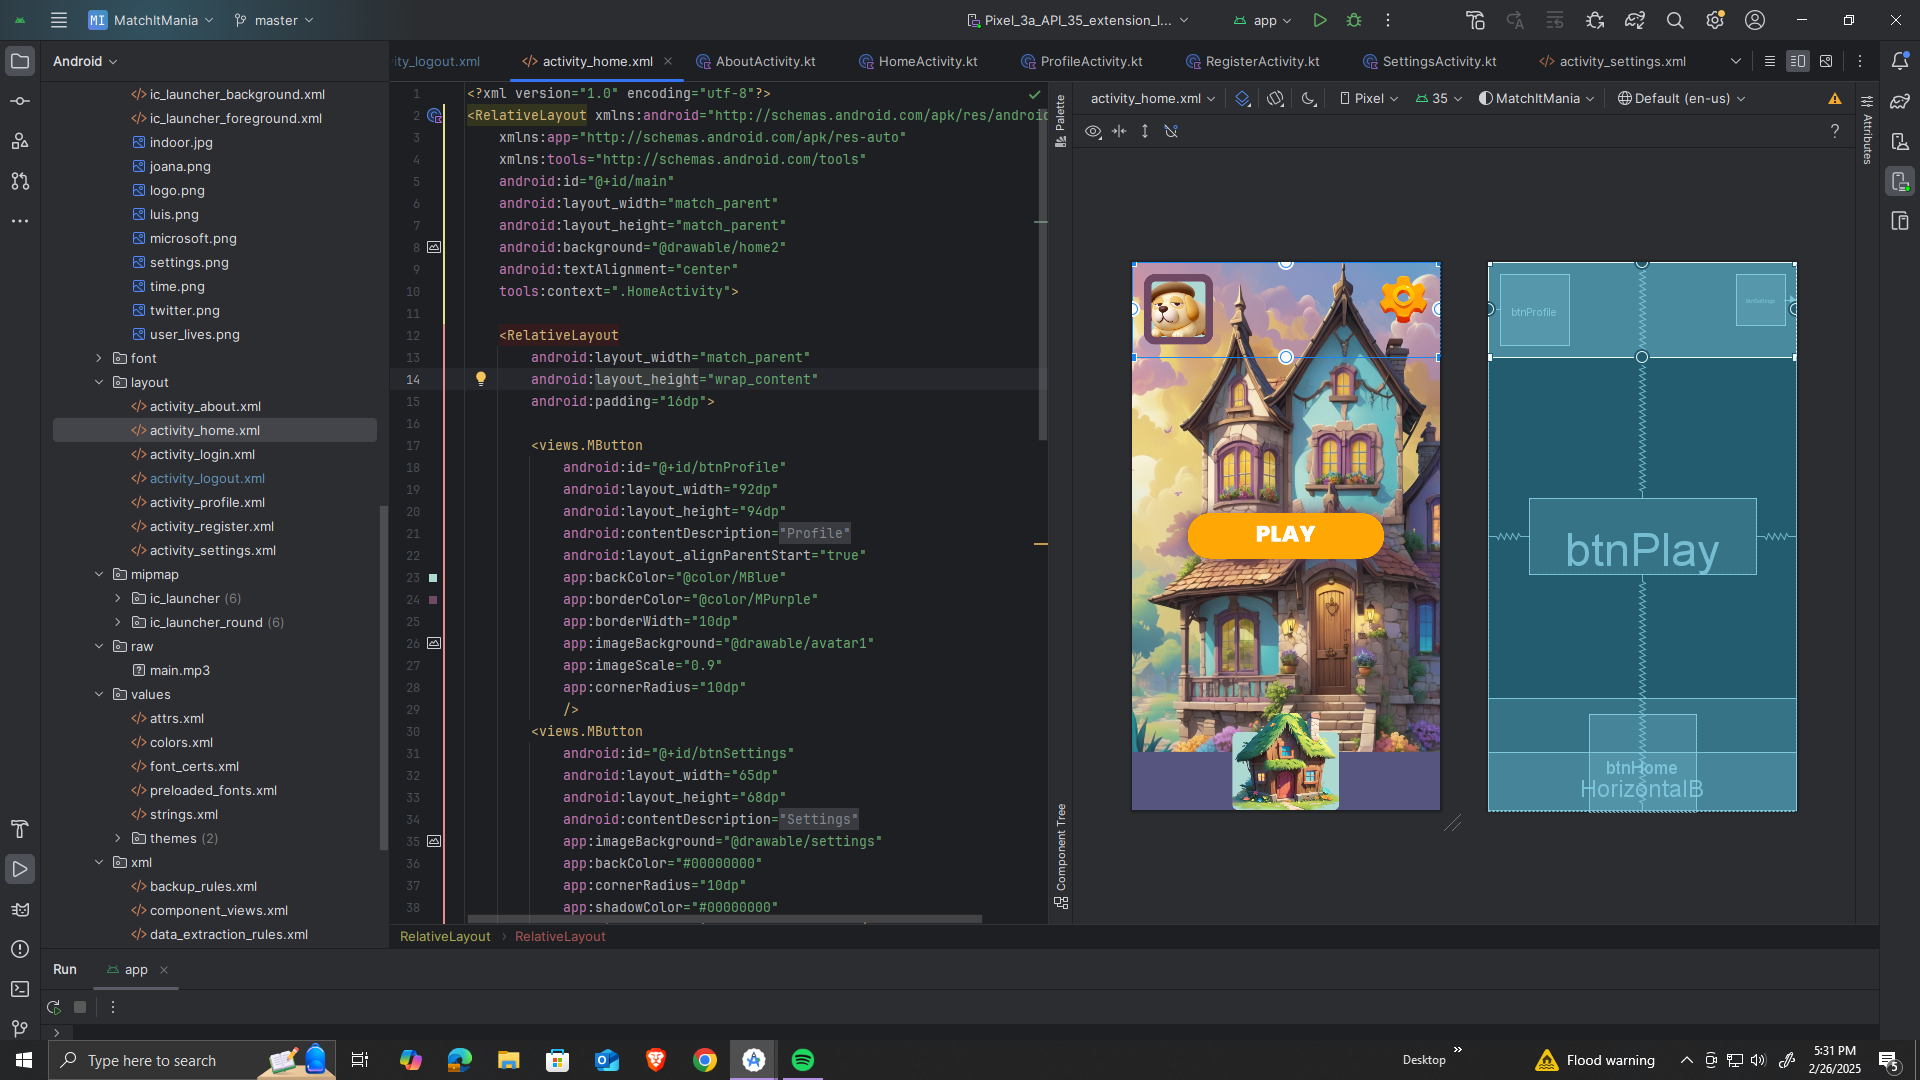 MI MatchItMania master Pixel_3a_API_35_extension_l... app
Android
ity_logout.xml activity_home.xml AboutActivity.kt HomeActivity.kt ProfileActivity.kt RegisterActivity.kt SettingsActivity.kt activity_settings.xml
ic_launcher_background.xml
ic_launcher_foreground.xml
indoor.jpg
joana.png
logo.png
luis.png
microsoft.png
settings.png
time.png
twitter.png
user_lives.png
font
layout
activity_about.xml
activity_home.xml
activity_login.xml
activity_logout.xml
activity_profile.xml
activity_register.xml
activity_settings.xml
mipmap
ic_launcher (6)
ic_launcher_round (6)
raw
main.mp3
values
attrs.xml
colors.xml
font_certs.xml
preloaded_fonts.xml
strings.xml
themes (2)
xml
backup_rules.xml
component_views.xml
data_extraction_rules.xml
1 <?xml version="1.0" encoding="utf-8"?>
2 <RelativeLayout xmlns:android="http://schemas.android.com/apk/res/android
3 xmlns:app="http://schemas.android.com/apk/res-auto"
4 xmlns:tools="http://schemas.android.com/tools"
5 android:id="@+id/main"
6 android:layout_width="match_parent"
7 android:layout_height="match_parent"
8 android:background="@drawable/home2"
9 android:textAlignment="center"
10 tools:context=".HomeActivity">
11
12 <RelativeLayout
13 android:layout_width="match_parent"
14 android:layout_height="wrap_content"
15 android:padding="16dp">
16
17 <views.MButton
18 android:id="@+id/btnProfile"
19 android:layout_width="92dp"
20 android:layout_height="94dp"
21 android:contentDescription="Profile"
22 android:layout_alignParentStart="true"
23 app:backColor="@color/MBlue"
24 app:borderColor="@color/MPurple"
25 app:borderWidth="10dp"
26 app:imageBackground="@drawable/avatar1"
27 app:imageScale="0.9"
28 app:cornerRadius="10dp"
29 />
30 <views.MButton
31 android:id="@+id/btnSettings"
32 android:layout_width="65dp"
33 android:layout_height="68dp"
34 android:contentDescription="Settings"
35 app:imageBackground="@drawable/settings"
36 app:backColor="#00000000"
37 app:cornerRadius="10dp"
38 app:shadowColor="#00000000"
RelativeLayout > RelativeLayout
Palette
Component Tree
activity_home.xml Pixel 35 MatchItMania Default (en-us)
?
Attributes
PLAY
btnProfile
btnSettings
btnPlay
btnHome
HorizontalB
Run app
Type here to search
Desktop
Flood warning
5:31 PM
2/26/2025
5